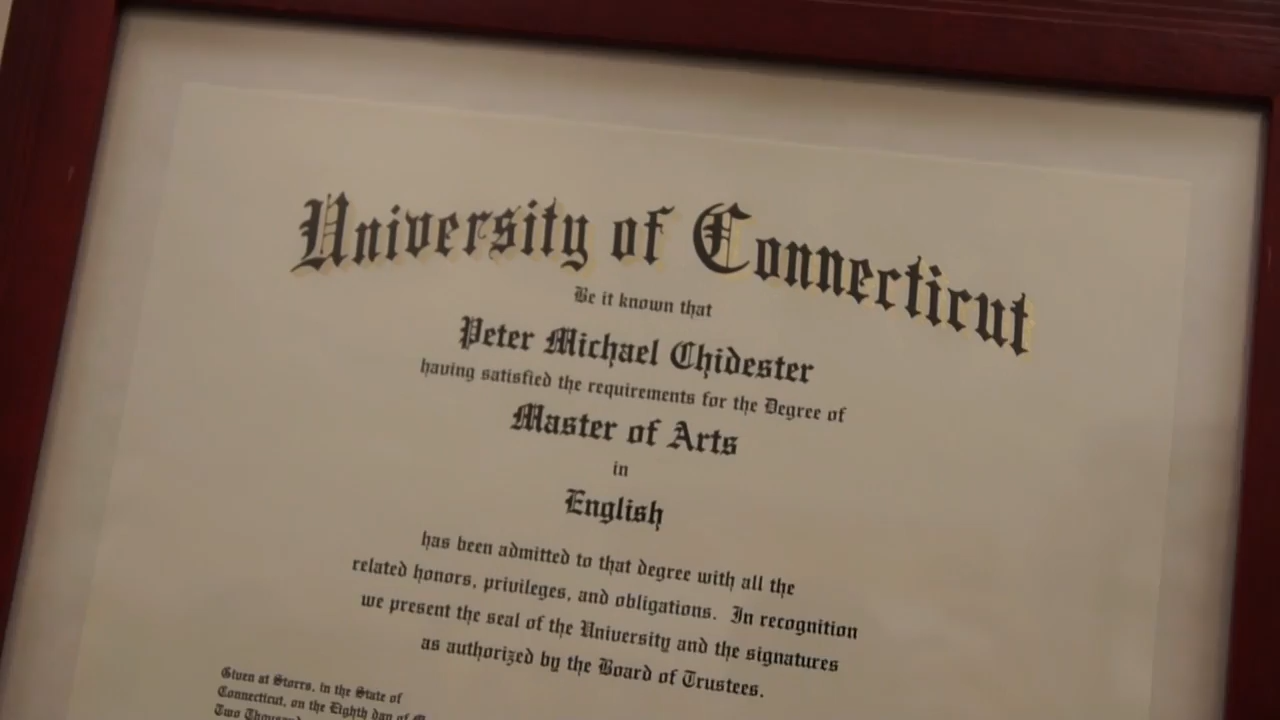 University of Connecticut
Be it known that
Peter Michael Chidester
having satisfied the requirements for the Degree of
Master of Arts
in
English
has been admitted to that degree with all the
related honors, privileges, and obligations. In recognition
we present the seal of the University and the signatures
as authorized by the Board of Trustees.
Given at Storrs, in the State of
Connecticut, on the Eighth day of
Two